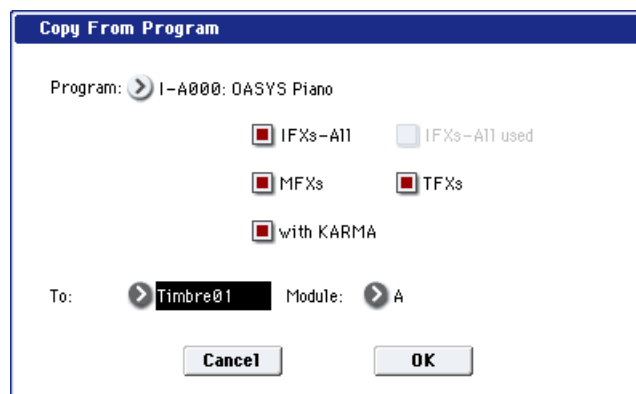 Copy From Program
Program: I-A000: OASYS Piano
IFXs-All IFXs-All used
MFXs TFXs
with KARMA
To: Timbre01 Module: A
Cancel OK